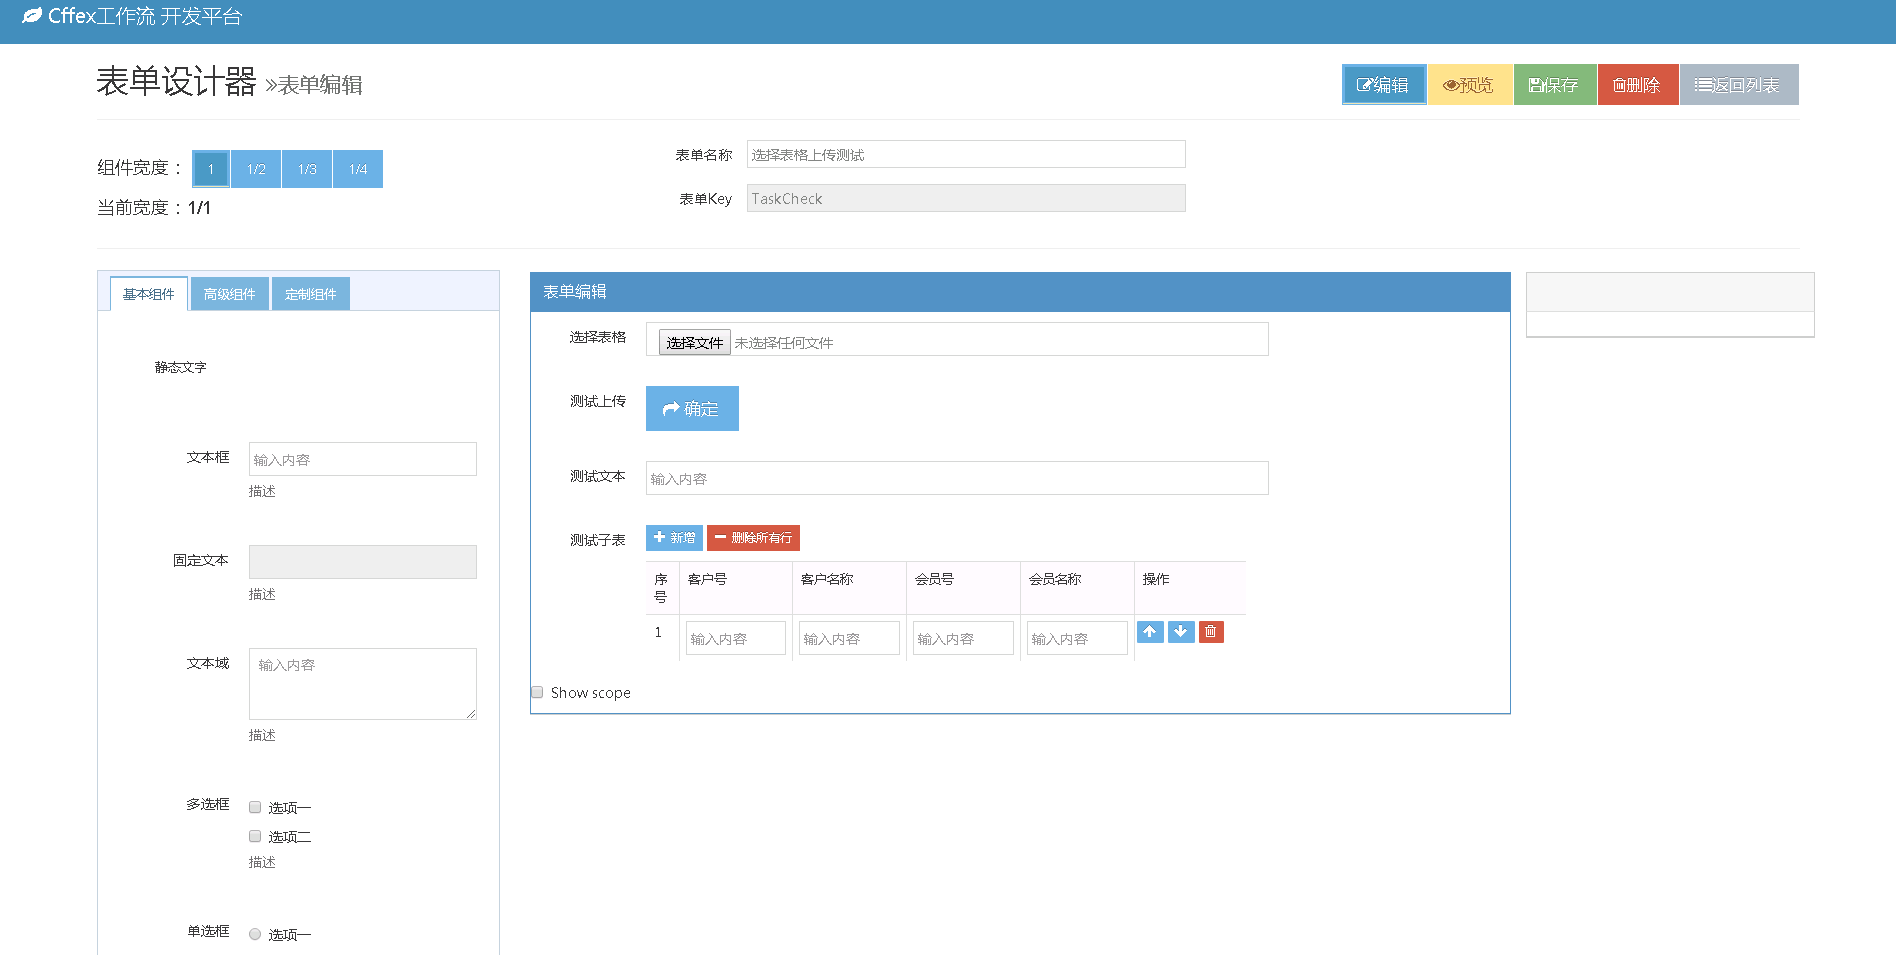 Cffex工作流 开发平台
表单设计器 »表单编辑
编辑 预览 保存 删除 返回列表
组件宽度： 1 1/2 1/3 1/4
当前宽度：1/1
表单名称 选择表格上传测试
表单Key TaskCheck
基本组件 高级组件 定制组件
静态文字
文本框 输入内容
描述
固定文本
描述
文本域 输入内容
描述
多选框 选项一
选项二
描述
单选框 选项一
表单编辑
选择表格 选择文件 未选择任何文件
测试上传 确定
测试文本 输入内容
测试子表 新增 删除所有行
序号 客户号 客户名称 会员号 会员名称 操作
1 输入内容 输入内容 输入内容 输入内容
Show scope